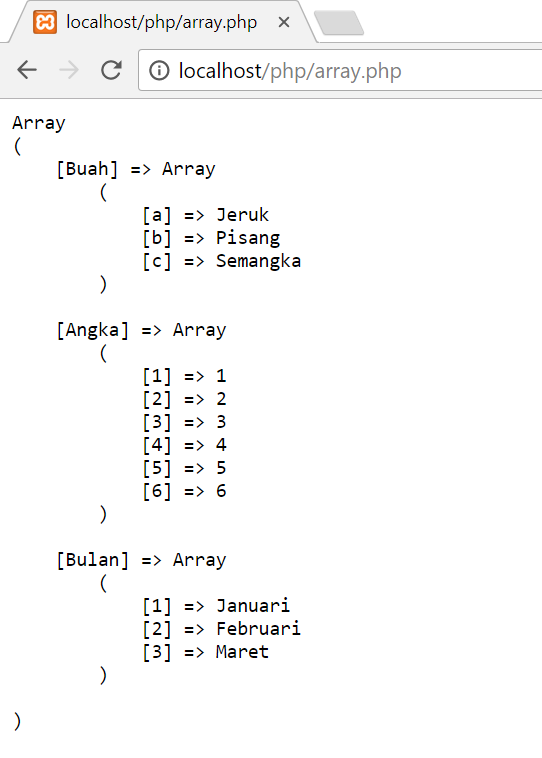 localhost/php/array.php
localhost/php/array.php
Array
(
    [Buah] => Array
        (
            [a] => Jeruk
            [b] => Pisang
            [c] => Semangka
        )

    [Angka] => Array
        (
            [1] => 1
            [2] => 2
            [3] => 3
            [4] => 4
            [5] => 5
            [6] => 6
        )

    [Bulan] => Array
        (
            [1] => Januari
            [2] => Februari
            [3] => Maret
        )

)